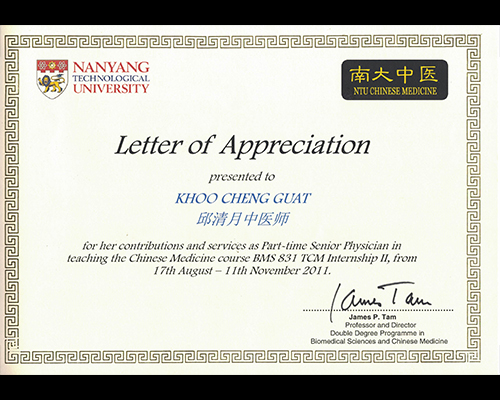 NANYANG
TECHNOLOGICAL
UNIVERSITY
南大中医
NTU CHINESE MEDICINE
Letter of Appreciation
presented to
KHOO CHENG GUAT
邱清月中医师
for her contributions and services as Part-time Senior Physician in
teaching the Chinese Medicine course BMS 831 TCM Internship II, from
17th August – 11th November 2011.
James Tam
James P. Tam
Professor and Director
Double Degree Programme in
Biomedical Sciences and Chinese Medicine